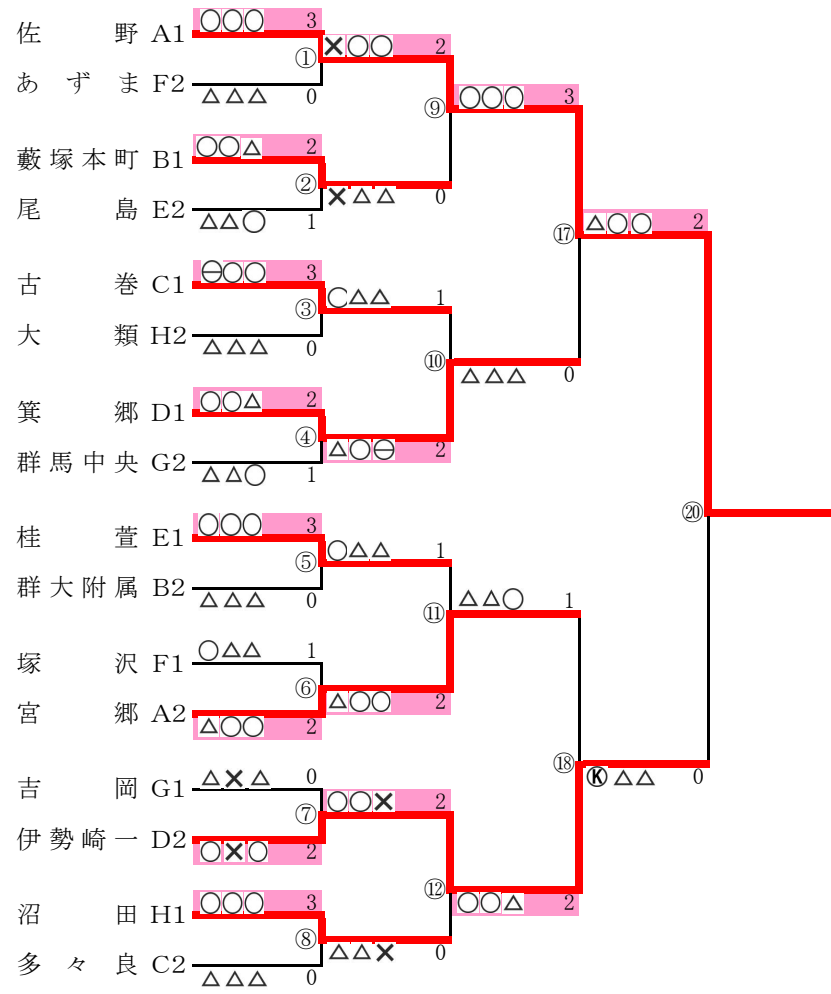 佐野 A1 ○○○ 3
① ×○○ 2
あずま F2 △△△ 0
⑨ ○○○ 3
藪塚本町 B1 ○○△ 2
② ×△△ 0
尾島 E2 △△○ 1
⑰ △○○ 2
古巻 C1 ⊖○○ 3
③ ○△△ 1
大類 H2 △△△ 0
⑩ △△△ 0
箕郷 D1 ○○△ 2
④ △○⊖ 2
群馬中央 G2 △△○ 1
⑳
桂萱 E1 ○○○ 3
⑤ ○△△ 1
群大附属 B2 △△△ 0
⑪ △△○ 1
塚沢 F1 ○△△ 1
⑥ △○○ 2
宮郷 A2 △○○ 2
⑱ Ⓚ△△ 0
吉岡 G1 △×△ 0
⑦ ○○× 2
伊勢崎一 D2 ○×○ 2
⑫ ○○△ 2
沼田 H1 ○○○ 3
⑧ △△× 0
多々良 C2 △△△ 0